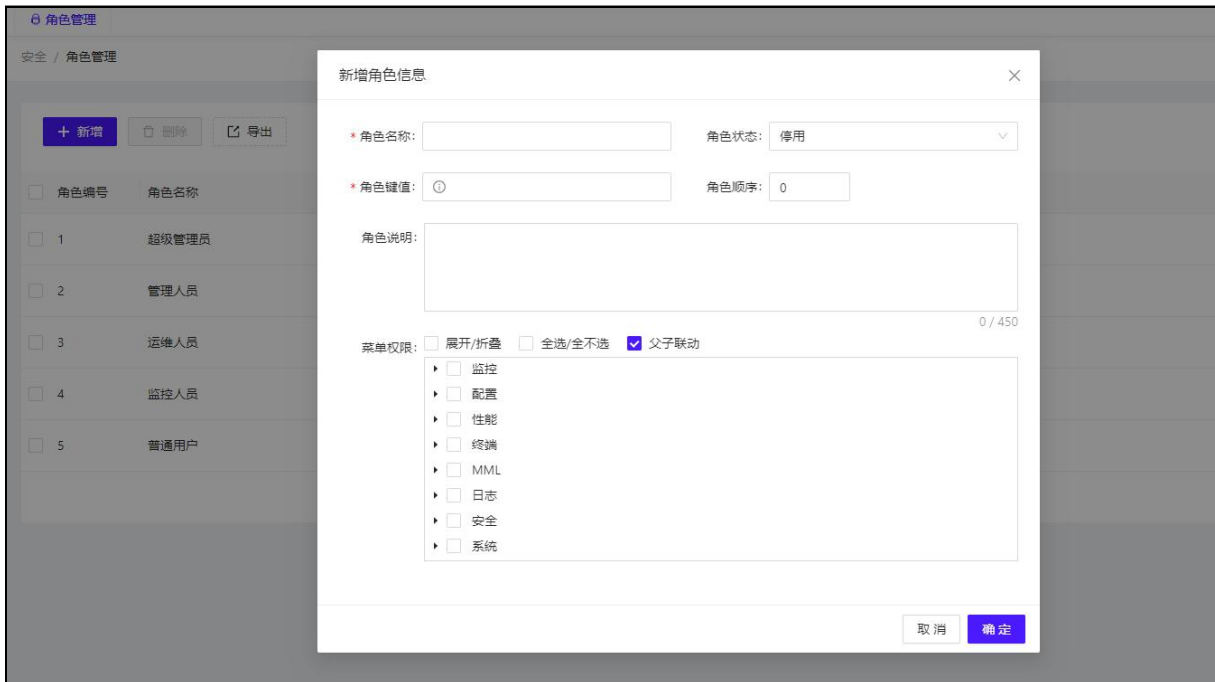 角色管理
安全 / 角色管理
新增角色信息
+ 新增 删除 导出
* 角色名称:
角色状态: 停用
* 角色键值:
角色顺序: 0
角色编号 角色名称
1 超级管理员
2 管理人员
3 运维人员
4 监控人员
5 普通用户
角色说明:
0 / 450
菜单权限: 展开/折叠 全选/全不选 父子联动
监控
配置
性能
终端
MML
日志
安全
系统
取消 确定